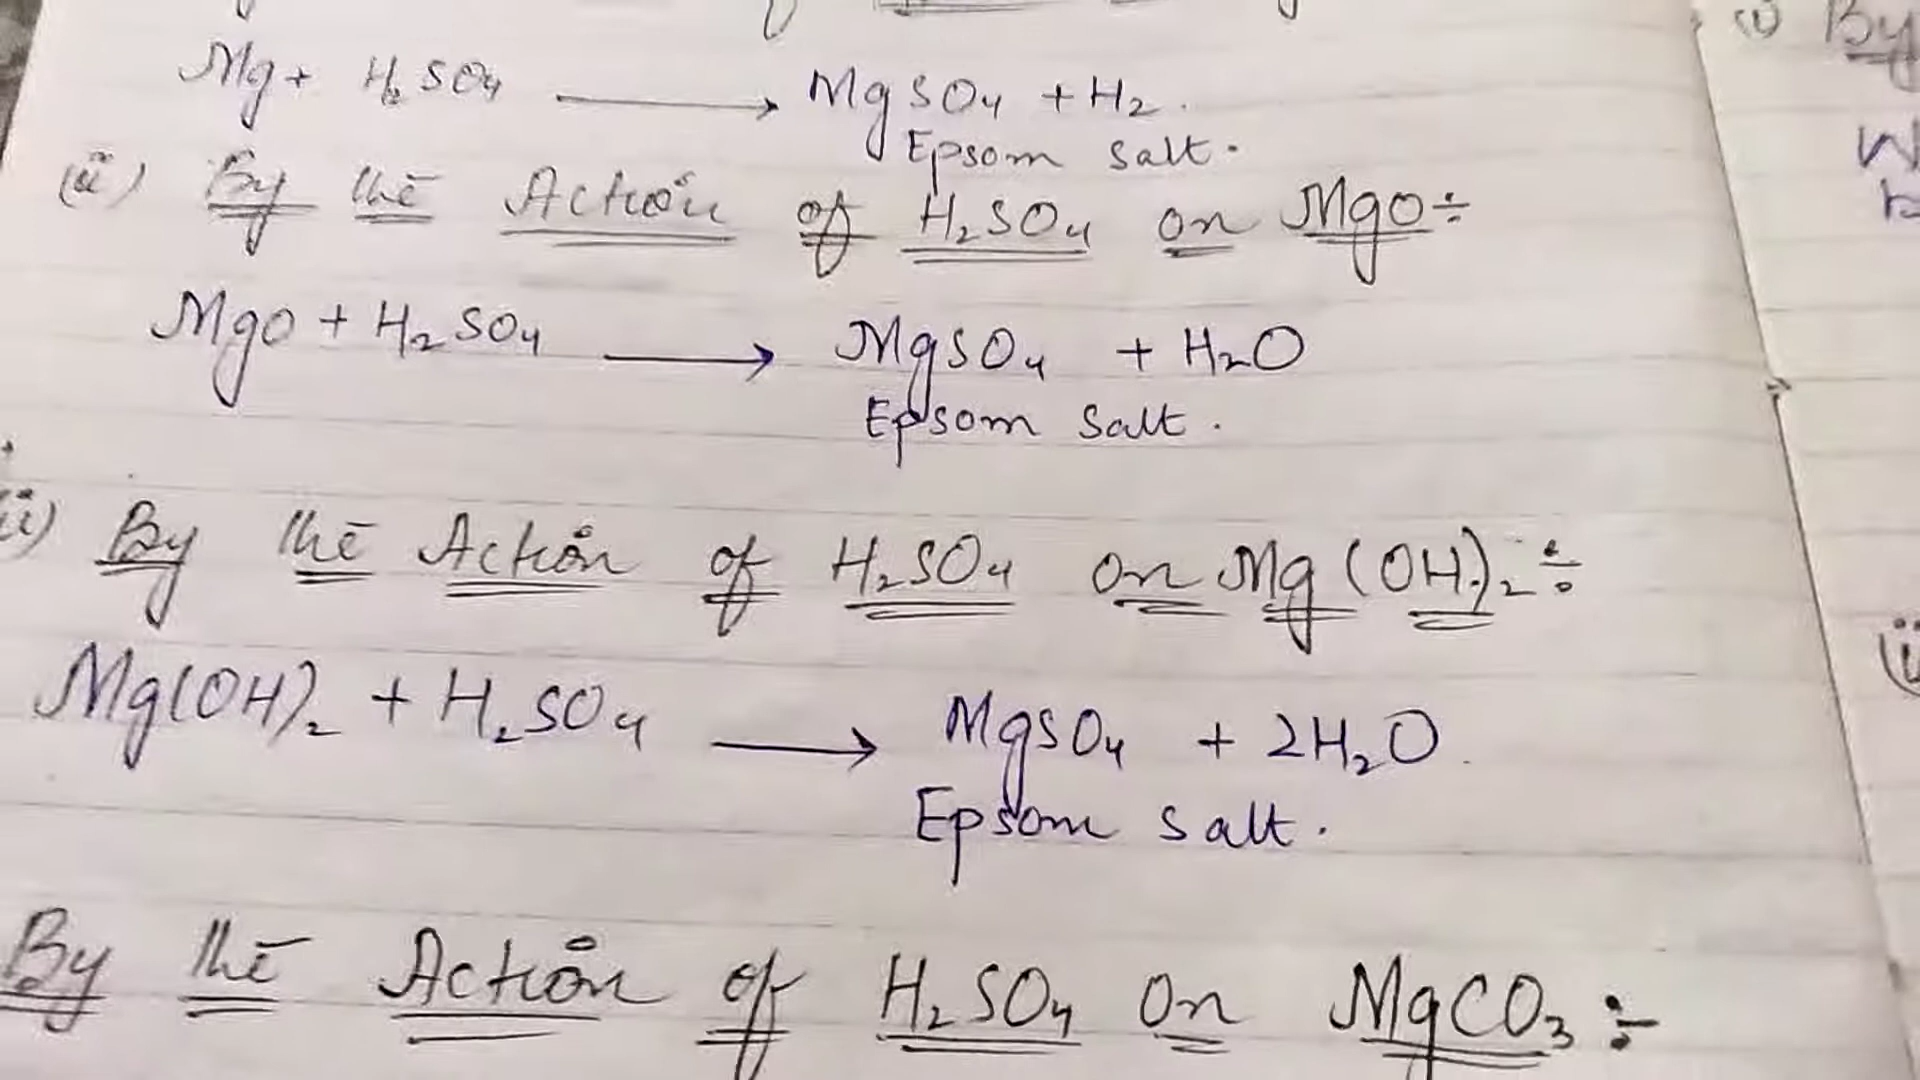 Mg + H₂SO₄ ⟶ MgSO₄ + H₂.
Epsom salt.
(ii) By the Action of H₂SO₄ on MgO÷
MgO + H₂SO₄ ⟶ MgSO₄ + H₂O
Epsom salt.
ii) By the Action of H₂SO₄ on Mg(OH)₂÷
Mg(OH)₂ + H₂SO₄ ⟶ MgSO₄ + 2H₂O.
Epsom salt.
By the Action of H₂SO₄ on MgCO₃÷
(i) By